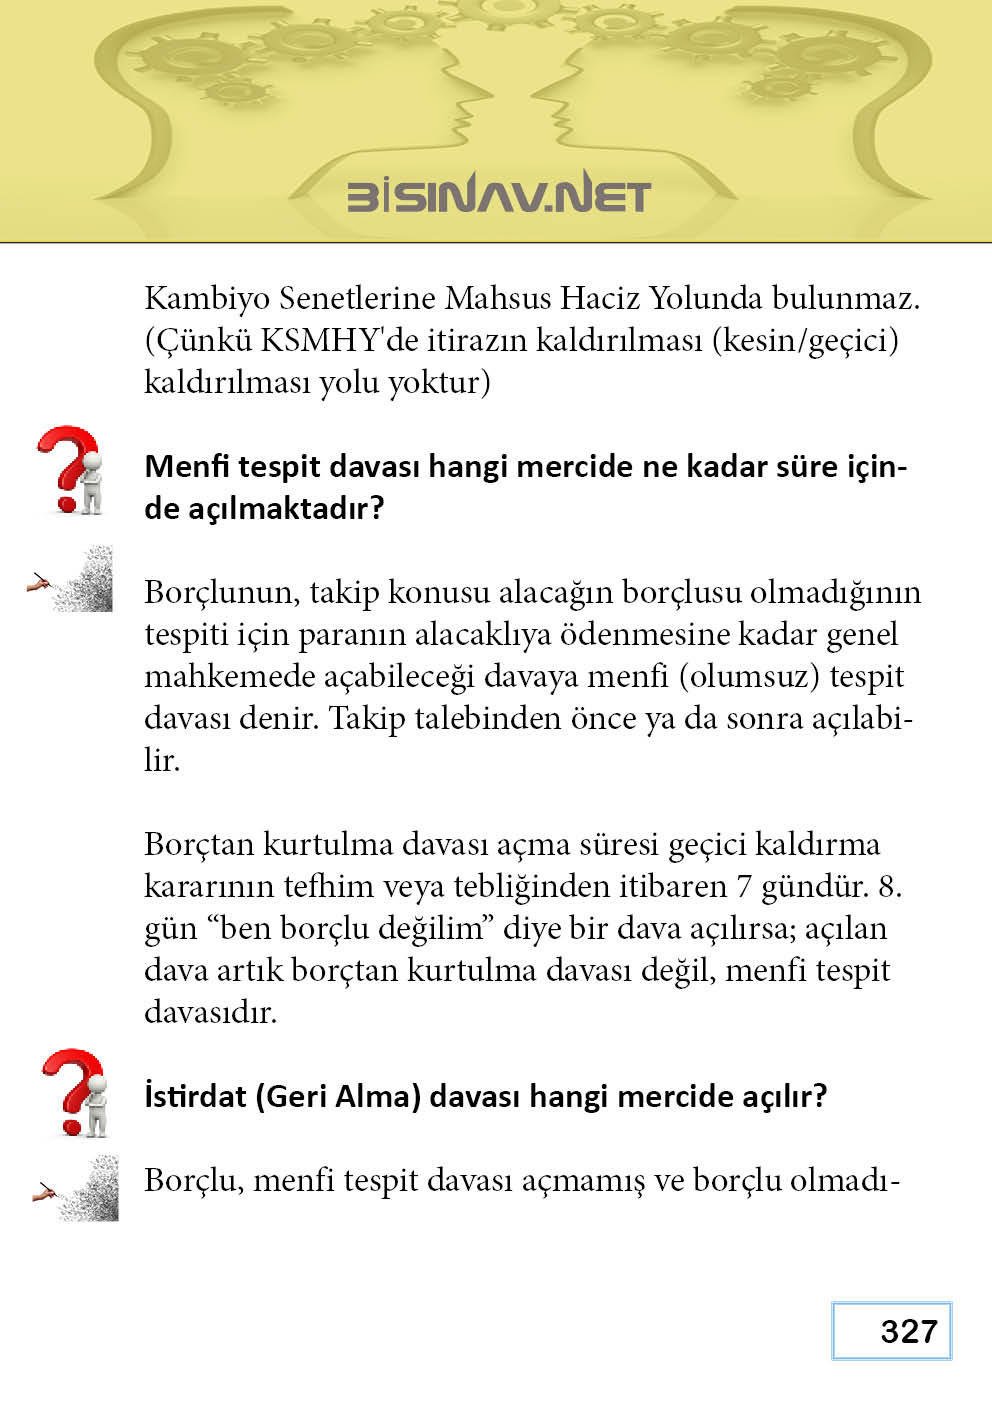 BİSINAV.NET
Kambiyo Senetlerine Mahsus Haciz Yolunda bulunmaz.
(Çünkü KSMHY'de itirazın kaldırılması (kesin/geçici)
kaldırılması yolu yoktur)
Menfi tespit davası hangi mercide ne kadar süre için-
de açılmaktadır?
Borçlunun, takip konusu alacağın borçlusu olmadığının
tespiti için paranın alacaklıya ödenmesine kadar genel
mahkemede açabileceği davaya menfi (olumsuz) tespit
davası denir. Takip talebinden önce ya da sonra açılabi-
lir.
Borçtan kurtulma davası açma süresi geçici kaldırma
kararının tefhim veya tebliğinden itibaren 7 gündür. 8.
gün “ben borçlu değilim” diye bir dava açılırsa; açılan
dava artık borçtan kurtulma davası değil, menfi tespit
davasıdır.
İstirdat (Geri Alma) davası hangi mercide açılır?
Borçlu, menfi tespit davası açmamış ve borçlu olmadı-
327